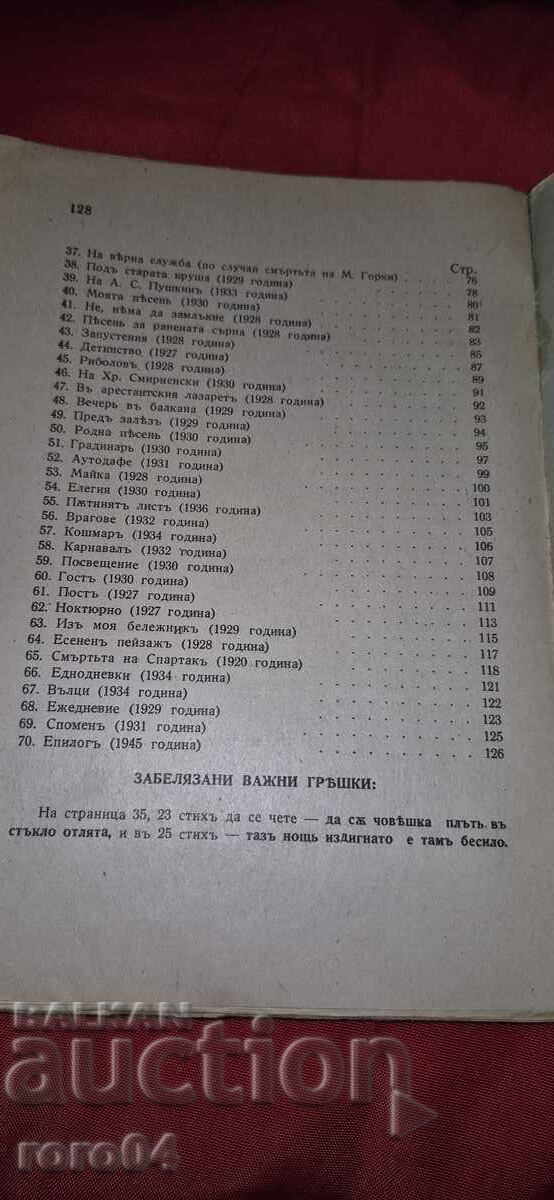 128
Стр.
37. На вѣрна служба (по случай смъртьта на М. Горки) . . 76
38. Подъ старата круша (1929 година) . . . . . . 78
39. На А. С. Пушкинъ (1933 година) . . . . . . 80
40. Моята пѣсень (1930 година) . . . . . . 81
41. Не, нѣма да замлъкне (1928 година) . . . . . . 82
42. Пѣсень за ранената сърна (1928 година) . . . . . . 83
43. Запустения (1928 година) . . . . . . 85
44. Детинство (1927 година) . . . . . . 87
45. Риболовъ (1928 година) . . . . . . 89
46. На Хр. Смирненски (1930 година) . . . . . . 91
47. Въ арестантския лазаретъ (1928 година) . . . . . . 92
48. Вечерь въ балкана (1929 година) . . . . . . 93
49. Предъ залѣзъ (1929 година) . . . . . . 94
50. Родна пѣсень (1930 година) . . . . . . 95
51. Градинарь (1930 година) . . . . . . 97
52. Аутодафе (1931 година) . . . . . . 99
53. Майка (1928 година) . . . . . . 100
54. Елегия (1930 година) . . . . . . 101
55. Пѫтниятъ листъ (1936 година) . . . . . . 103
56. Врагове (1932 година) . . . . . . 105
57. Кошмаръ (1934 година) . . . . . . 106
58. Карнавалъ (1932 година) . . . . . . 107
59. Посвещение (1930 година) . . . . . . 108
60. Гость (1930 година) . . . . . . 109
61. Постъ (1927 година) . . . . . . 111
62. Ноктюрно (1927 година) . . . . . . 113
63. Изъ моя бележникъ (1929 година) . . . . . . 115
64. Есененъ пейзажъ (1928 година) . . . . . . 117
65. Смъртьта на Спартакъ (1920 година) . . . . . . 118
66. Еднодневки (1934 година) . . . . . . 121
67. Вълци (1934 година) . . . . . . 122
68. Ежедневие (1929 година) . . . . . . 123
69. Споменъ (1931 година) . . . . . . 125
70. Епилогъ (1945 година) . . . . . . 126
ЗАБЕЛЯЗАНИ ВАЖНИ ГРѢШКИ:
На страница 35, 23 стихъ да се чете — да сѫ човѣшка плъть въ
стъкло отлята, и въ 25 стихъ — тазъ нощь издигнато е тамъ бесило.
BALKAN
auction
roro04